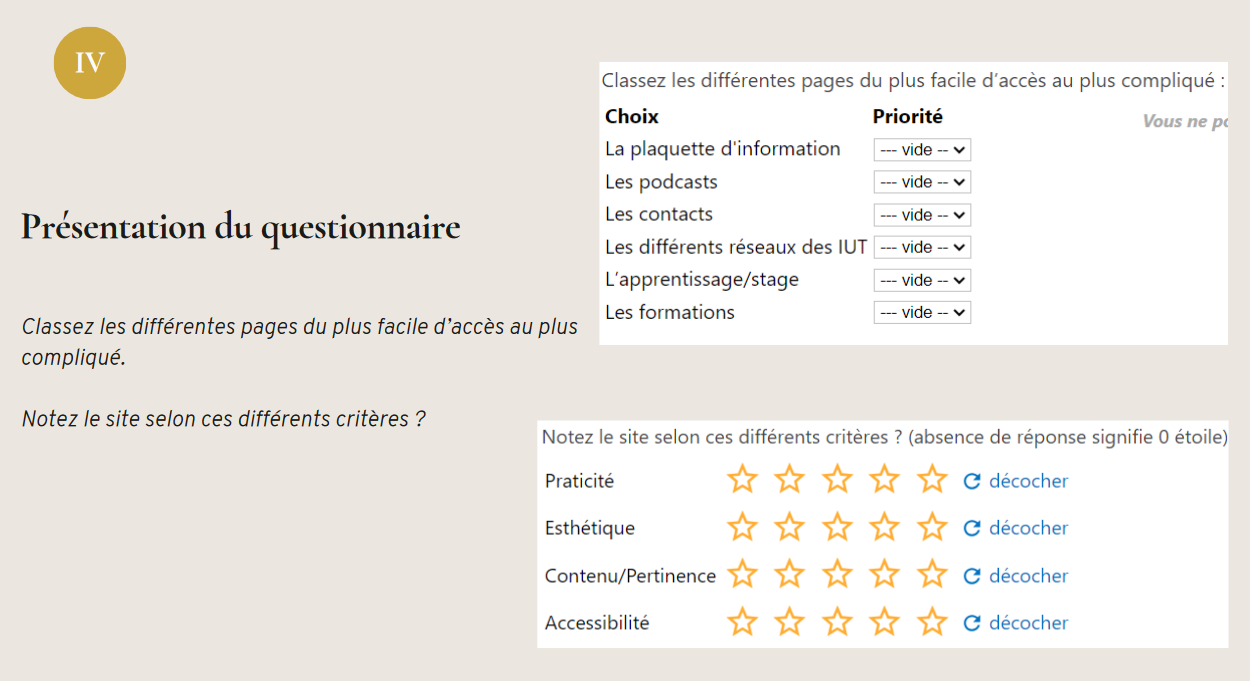 IV
Présentation du questionnaire
Classez les différentes pages du plus facile d’accès au plus
compliqué.
Notez le site selon ces différents critères ?
Classez les différentes pages du plus facile d’accès au plus compliqué :
Choix Priorité
Vous ne
La plaquette d'information --- vide --
Les podcasts --- vide --
Les contacts --- vide --
Les différents réseaux des IUT --- vide --
L’apprentissage/stage --- vide --
Les formations --- vide --
Notez le site selon ces différents critères ? (absence de réponse signifie 0 étoile)
Praticité décocher
Esthétique décocher
Contenu/Pertinence décocher
Accessibilité décocher